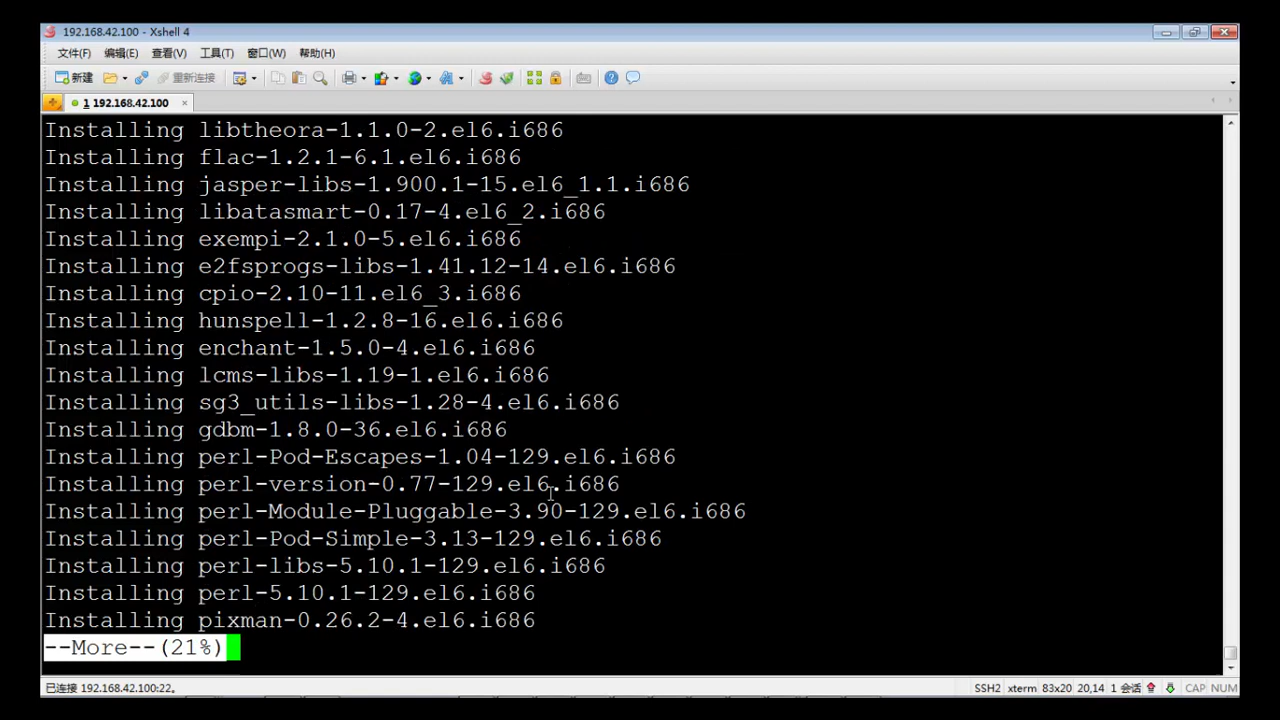 192.168.42.100 - Xshell 4
文件(F) 编辑(E) 查看(V) 工具(T) 窗口(W) 帮助(H)
新建 重新连接
1 192.168.42.100
Installing libtheora-1.1.0-2.el6.i686
Installing flac-1.2.1-6.1.el6.i686
Installing jasper-libs-1.900.1-15.el6_1.1.i686
Installing libatasmart-0.17-4.el6_2.i686
Installing exempi-2.1.0-5.el6.i686
Installing e2fsprogs-libs-1.41.12-14.el6.i686
Installing cpio-2.10-11.el6_3.i686
Installing hunspell-1.2.8-16.el6.i686
Installing enchant-1.5.0-4.el6.i686
Installing lcms-libs-1.19-1.el6.i686
Installing sg3_utils-libs-1.28-4.el6.i686
Installing gdbm-1.8.0-36.el6.i686
Installing perl-Pod-Escapes-1.04-129.el6.i686
Installing perl-version-0.77-129.el6.i686
Installing perl-Module-Pluggable-3.90-129.el6.i686
Installing perl-Pod-Simple-3.13-129.el6.i686
Installing perl-libs-5.10.1-129.el6.i686
Installing perl-5.10.1-129.el6.i686
Installing pixman-0.26.2-4.el6.i686
--More--(21%)
已连接 192.168.42.100:22。 SSH2 xterm 83x20 20,14 1 会话 CAP NUM